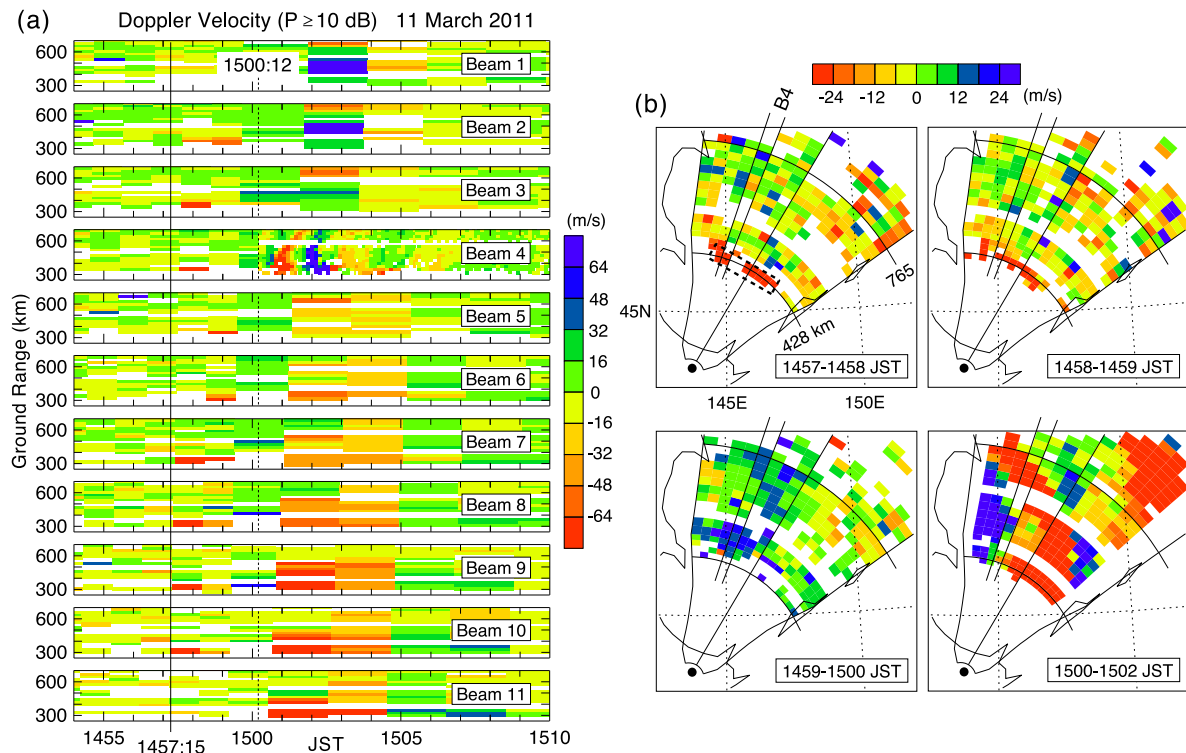 (a)
Doppler Velocity (P ≥ 10 dB) 11 March 2011
600
300
1500:12
Beam 1
600
300
Beam 2
600
300
Beam 3
600
300
Beam 4
600
300
Beam 5
600
300
Beam 6
600
300
Beam 7
600
300
Beam 8
600
300
Beam 9
600
300
Beam 10
600
300
Beam 11
Ground Range (km)
1455
1457:15
1500
JST
1505
1510
(m/s)
64
48
32
16
0
-16
-32
-48
-64
(b)
-24
-12
0
12
24
(m/s)
B4
45N
428 km
765
1457-1458 JST
145E
150E
1458-1459 JST
1459-1500 JST
1500-1502 JST